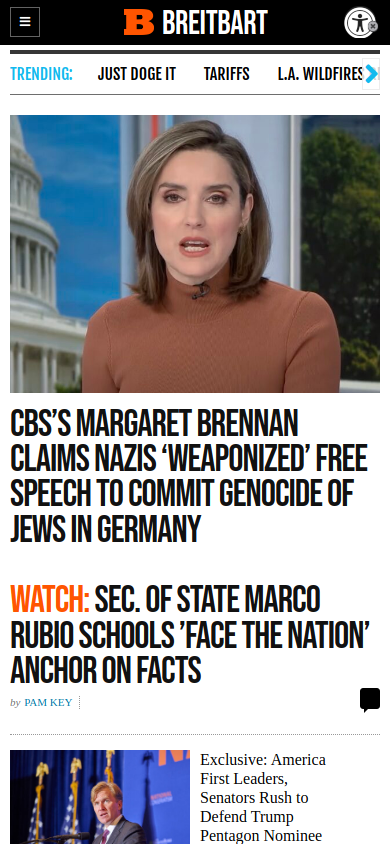 BREITBART
TRENDING: JUST DOGE IT TARIFFS L.A. WILDFIRES
CBS'S MARGARET BRENNAN
CLAIMS NAZIS ‘WEAPONIZED’ FREE
SPEECH TO COMMIT GENOCIDE OF
JEWS IN GERMANY
WATCH: SEC. OF STATE MARCO
RUBIO SCHOOLS ’FACE THE NATION’
ANCHOR ON FACTS
by PAM KEY
Exclusive: America
First Leaders,
Senators Rush to
Defend Trump
Pentagon Nominee